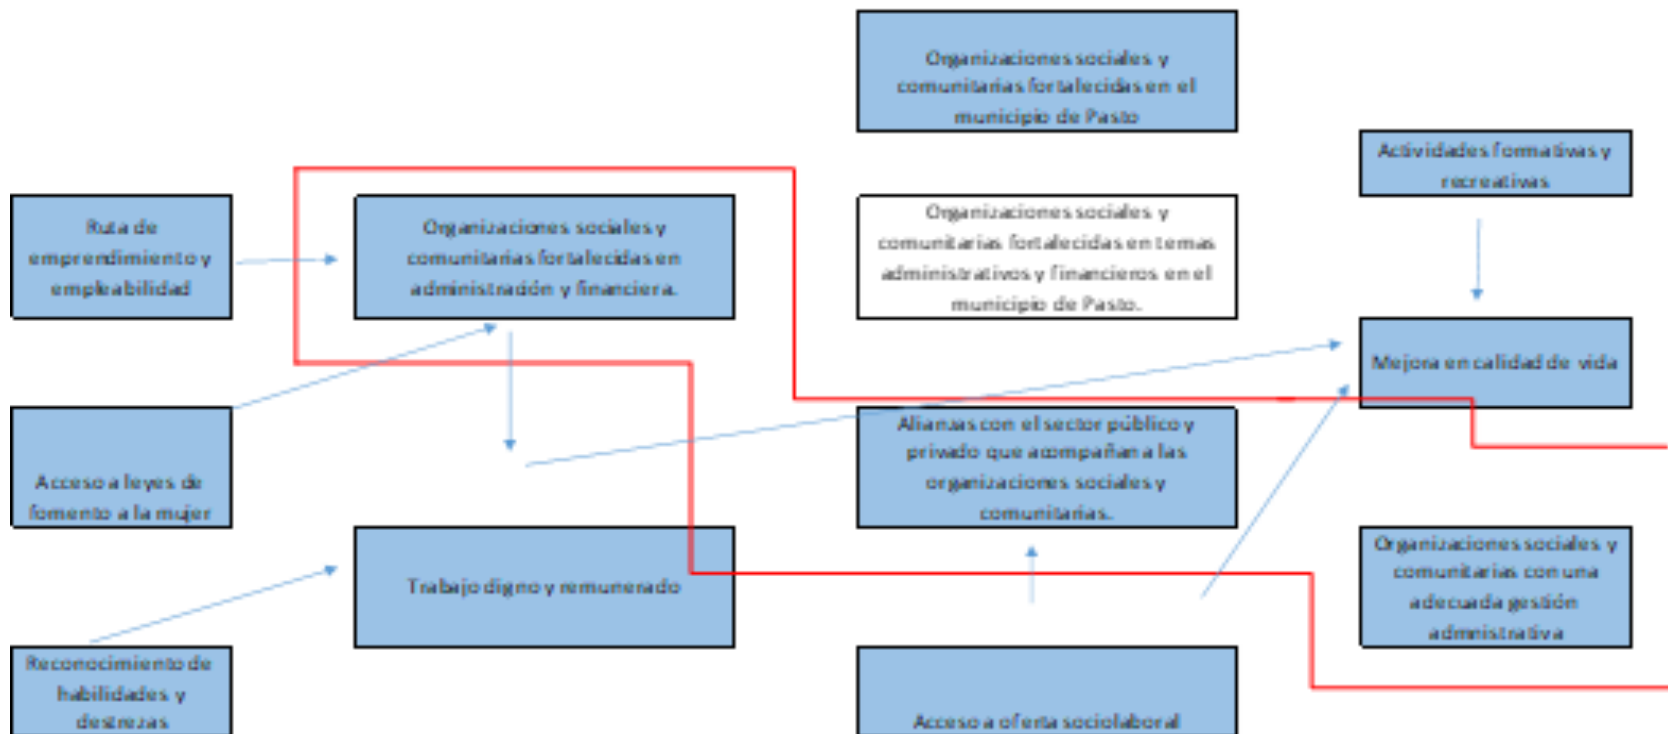 Organizaciones sociales y
comunitarias fortalecidas en el
municipio de Pasto
Actividades formativas y
recreativas
Ruta de
emprendimiento y
empleabilidad
Organizaciones sociales y
comunitarias fortalecidas en
administración y financiera.
Organizaciones sociales y
comunitarias fortalecidas en temas
administrativos y financieros en el
municipio de Pasto.
Mejora en calidad de vida
Acceso a leyes de
fomento a la mujer
Alianzas con el sector público y
privado que acompañan a las
organizaciones sociales y
comunitarias.
Trabajo digno y remunerado
Organizaciones sociales y
comunitarias con una
adecuada gestión
admnistrativa
Reconocimiento de
habilidades y
destrezas
Acceso a oferta sociolaboral